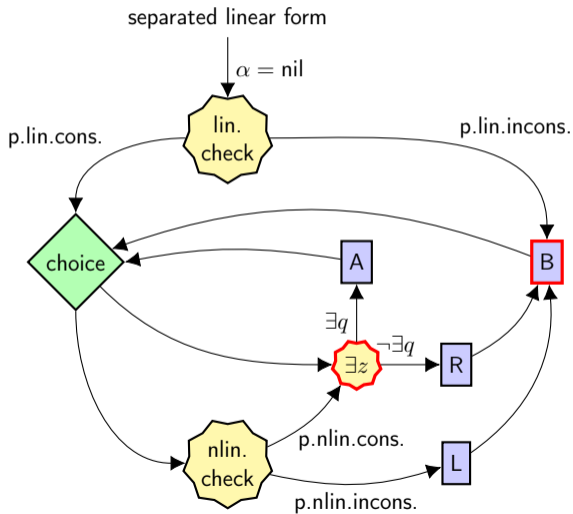 separated linear form
α = nil
lin.
check
p.lin.cons.
p.lin.incons.
choice
A
B
∃q
¬∃q
∃z
R
p.nlin.cons.
nlin.
check
L
p.nlin.incons.